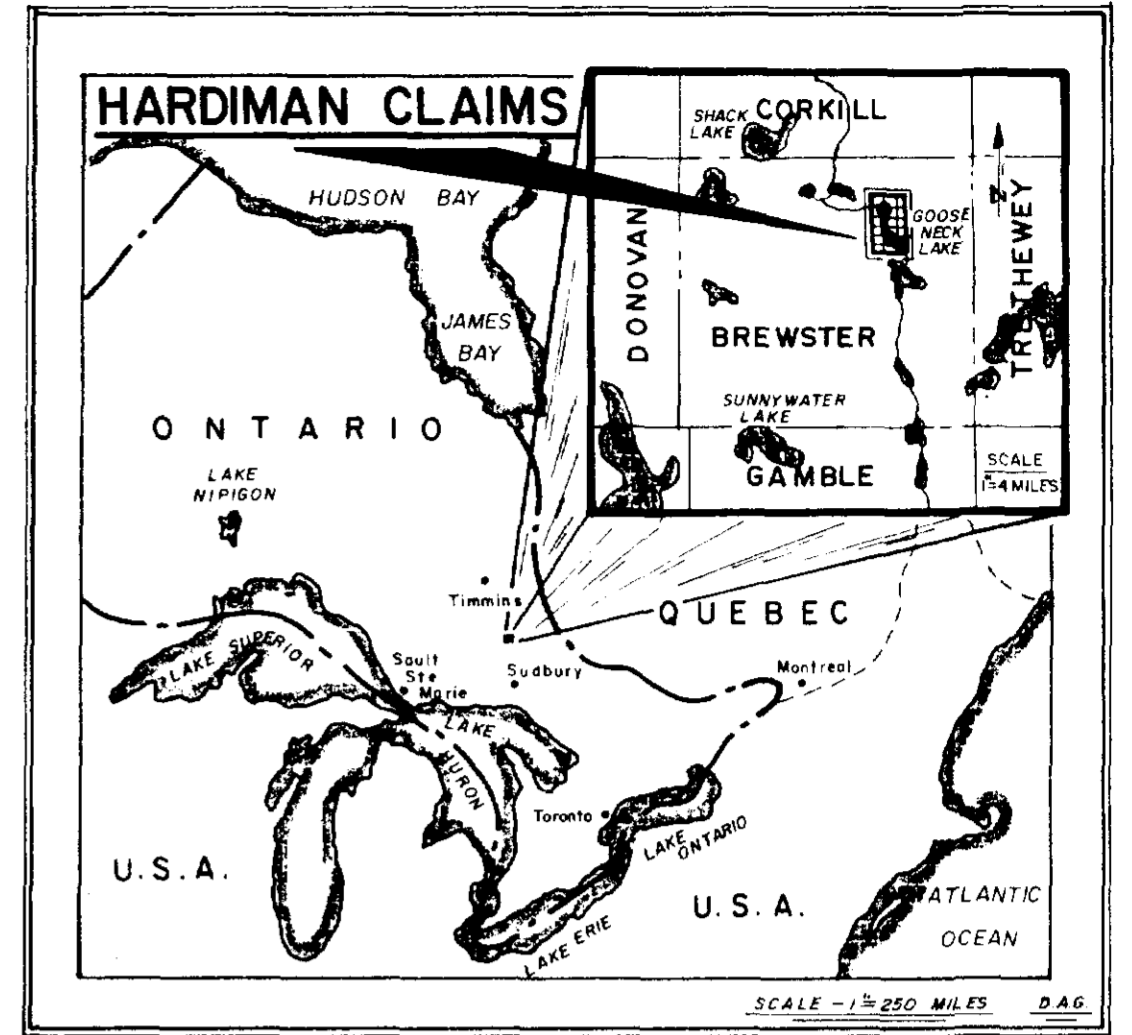 HARDIMAN CLAIMS
HUDSON BAY
JAMES
BAY
ONTARIO
LAKE
NIPIGON
Timmins
QUEBEC
LAKE SUPERIOR
Sault
Ste
Marie
Sudbury
Montreal
LAKE
HURON
Toronto
LAKE
ONTARIO
LAKE ERIE
U.S.A.
U.S.A.
ATLANTIC
OCEAN
CORKILL
SHACK
LAKE
DONOVAN
GOOSE
NECK
LAKE
N
TRETHEWEY
BREWSTER
SUNNYWATER
LAKE
GAMBLE
SCALE
1"=4 MILES
SCALE - 1"=250 MILES
D.A.G.